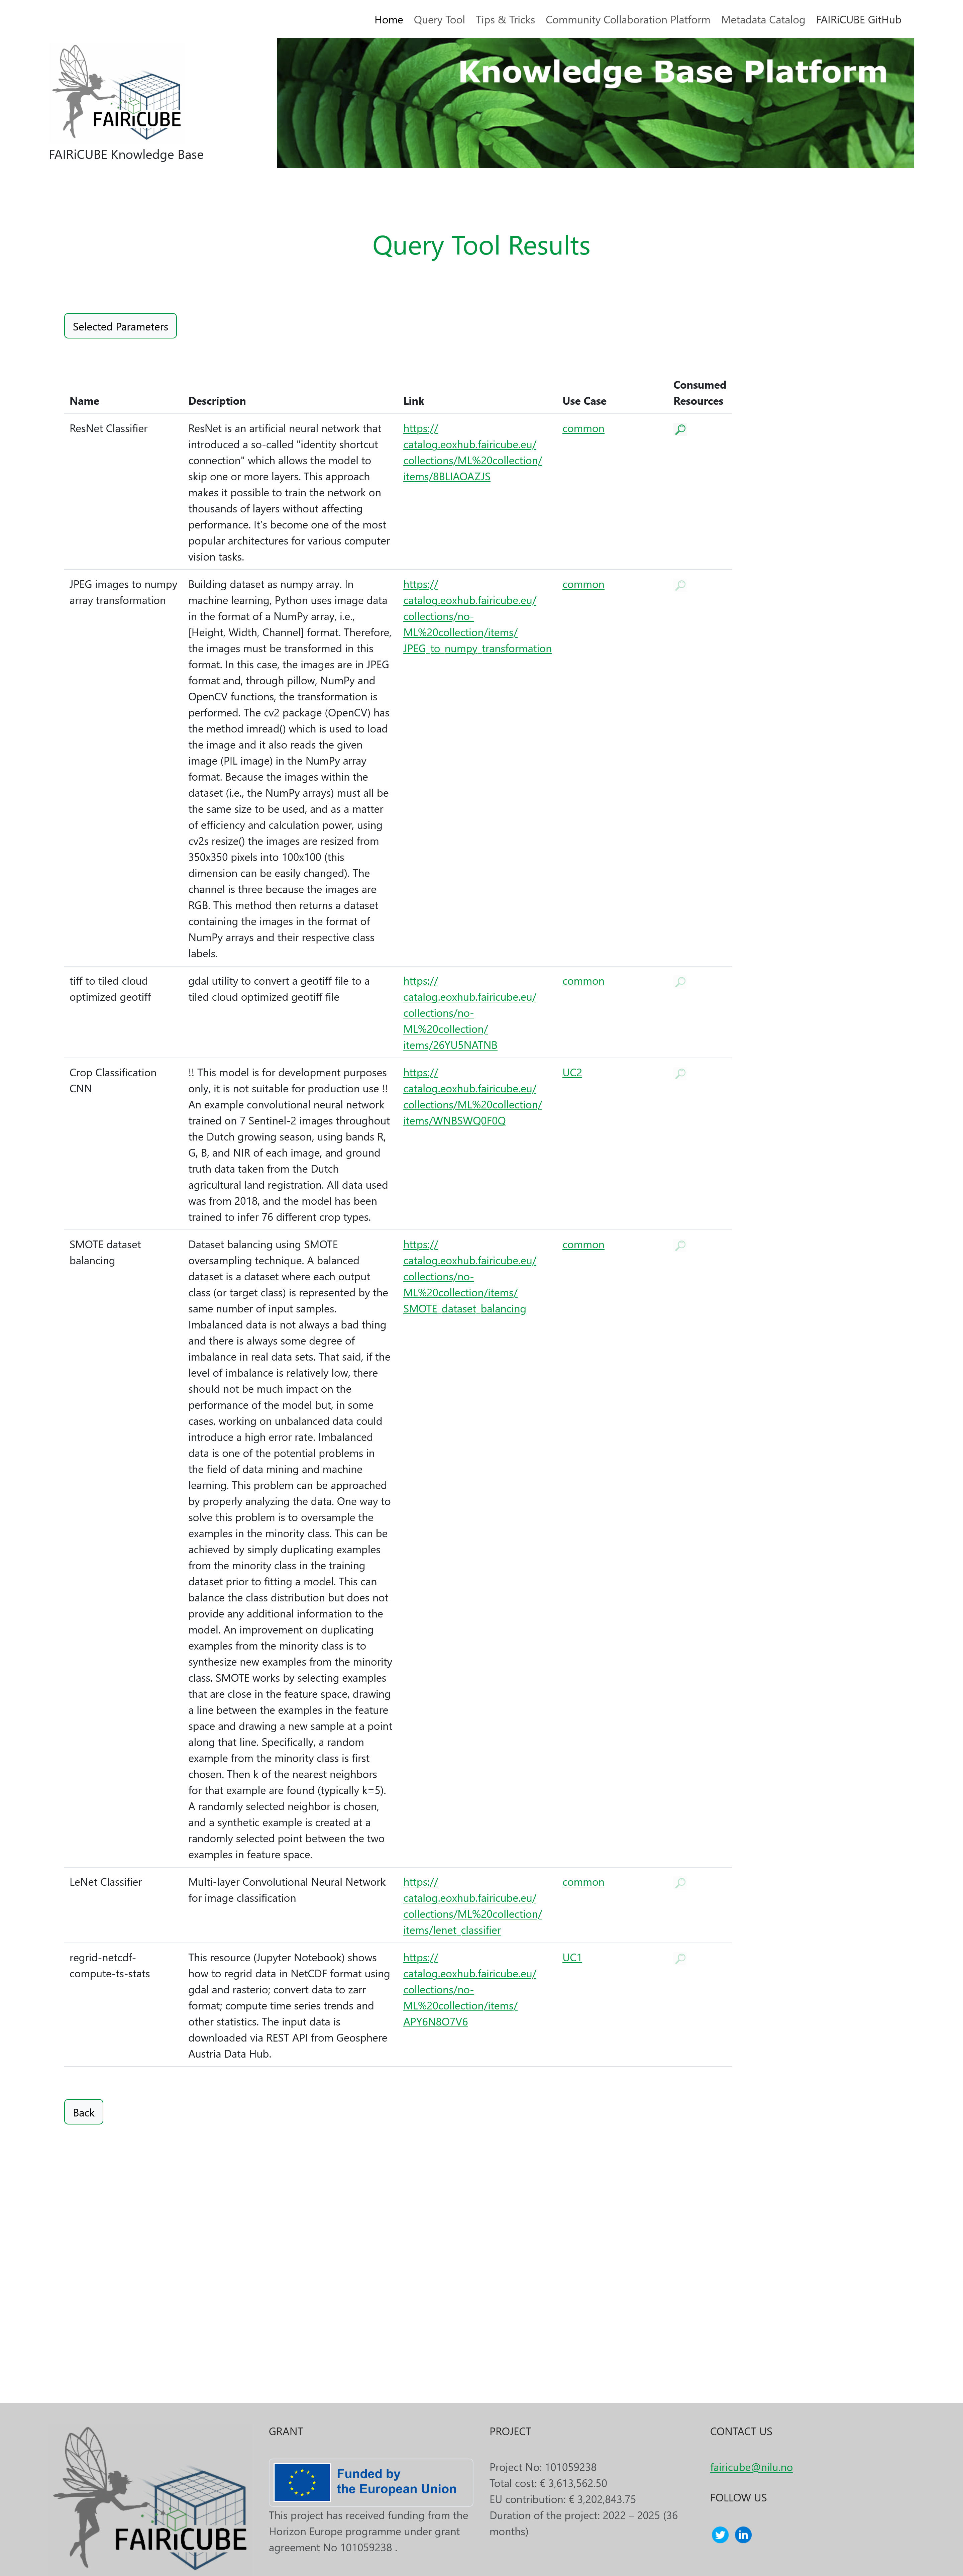 Home Query Tool Tips & Tricks Community Collaboration Platform Metadata Catalog FAIRiCUBE GitHub
FAIRiCUBE
FAIRiCUBE Knowledge Base
Knowledge Base Platform
Query Tool Results
Selected Parameters
Name Description Link Use Case Consumed
Resources
ResNet Classifier
ResNet is an artificial neural network that
introduced a so-called "identity shortcut
connection" which allows the model to
skip one or more layers. This approach
makes it possible to train the network on
thousands of layers without affecting
performance. It's become one of the most
popular architectures for various computer
vision tasks.
https://
catalog.eoxhub.fairicube.eu/
collections/ML%20collection/
items/8BLIAOAZJS
common
JPEG images to numpy
array transformation
Building dataset as numpy array. In
machine learning, Python uses image data
in the format of a NumPy array, i.e.,
[Height, Width, Channel] format. Therefore,
the images must be transformed in this
format. In this case, the images are in JPEG
format and, through pillow, NumPy and
OpenCV functions, the transformation is
performed. The cv2 package (OpenCV) has
the method imread() which is used to load
the image and it also reads the given
image (PIL image) in the NumPy array
format. Because the images within the
dataset (i.e., the NumPy arrays) must all be
the same size to be used, and as a matter
of efficiency and calculation power, using
cv2s resize() the images are resized from
350x350 pixels into 100x100 (this
dimension can be easily changed). The
channel is three because the images are
RGB. This method then returns a dataset
containing the images in the format of
NumPy arrays and their respective class
labels.
https://
catalog.eoxhub.fairicube.eu/
collections/no-
ML%20collection/items/
JPEG_to_numpy_transformation
common
tiff to tiled cloud
optimized geotiff
gdal utility to convert a geotiff file to a
tiled cloud optimized geotiff file
https://
catalog.eoxhub.fairicube.eu/
collections/no-
ML%20collection/
items/26YU5NATNB
common
Crop Classification
CNN
!! This model is for development purposes
only, it is not suitable for production use !!
An example convolutional neural network
trained on 7 Sentinel-2 images throughout
the Dutch growing season, using bands R,
G, B, and NIR of each image, and ground
truth data taken from the Dutch
agricultural land registration. All data used
was from 2018, and the model has been
trained to infer 76 different crop types.
https://
catalog.eoxhub.fairicube.eu/
collections/ML%20collection/
items/WNBSWQ0F0Q
UC2
SMOTE dataset
balancing
Dataset balancing using SMOTE
oversampling technique. A balanced
dataset is a dataset where each output
class (or target class) is represented by the
same number of input samples.
Imbalanced data is not always a bad thing
and there is always some degree of
imbalance in real data sets. That said, if the
level of imbalance is relatively low, there
should not be much impact on the
performance of the model but, in some
cases, working on unbalanced data could
introduce a high error rate. Imbalanced
data is one of the potential problems in
the field of data mining and machine
learning. This problem can be approached
by properly analyzing the data. One way to
solve this problem is to oversample the
examples in the minority class. This can be
achieved by simply duplicating examples
from the minority class in the training
dataset prior to fitting a model. This can
balance the class distribution but does not
provide any additional information to the
model. An improvement on duplicating
examples from the minority class is to
synthesize new examples from the minority
class. SMOTE works by selecting examples
that are close in the feature space, drawing
a line between the examples in the feature
space and drawing a new sample at a point
along that line. Specifically, a random
example from the minority class is first
chosen. Then k of the nearest neighbors
for that example are found (typically k=5).
A randomly selected neighbor is chosen,
and a synthetic example is created at a
randomly selected point between the two
examples in feature space.
https://
catalog.eoxhub.fairicube.eu/
collections/no-
ML%20collection/items/
SMOTE_dataset_balancing
common
LeNet Classifier
Multi-layer Convolutional Neural Network
for image classification
https://
catalog.eoxhub.fairicube.eu/
collections/ML%20collection/
items/lenet_classifier
common
regrid-netcdf-
compute-ts-stats
This resource (Jupyter Notebook) shows
how to regrid data in NetCDF format using
gdal and rasterio; convert data to zarr
format; compute time series trends and
other statistics. The input data is
downloaded via REST API from Geosphere
Austria Data Hub.
https://
catalog.eoxhub.fairicube.eu/
collections/no-
ML%20collection/items/
APY6N8O7V6
UC1
Back
FAIRiCUBE
GRANT
Funded by
the European Union
This project has received funding from the
Horizon Europe programme under grant
agreement No 101059238 .
PROJECT
Project No: 101059238
Total cost: € 3,613,562.50
EU contribution: € 3,202,843.75
Duration of the project: 2022 – 2025 (36
months)
CONTACT US
fairicube@nilu.no
FOLLOW US
in